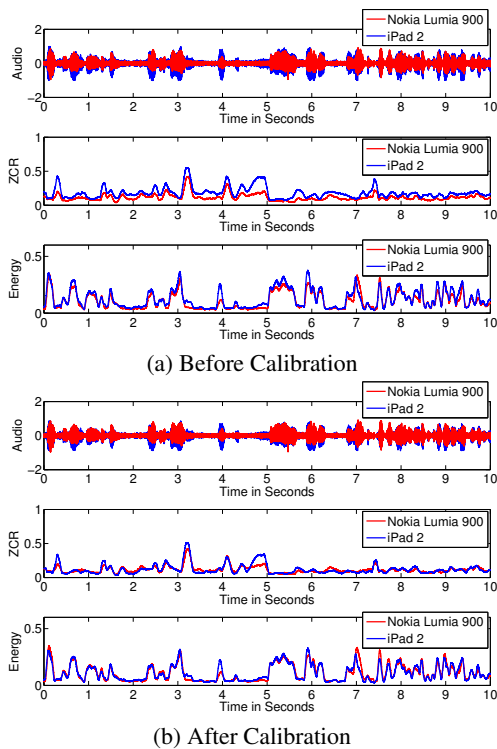 Nokia Lumia 900
iPad 2
Audio
2
0
−2
0 1 2 3 4 5 6 7 8 9 10
Time in Seconds
Nokia Lumia 900
iPad 2
ZCR
1
0.5
0
0 1 2 3 4 5 6 7 8 9 10
Time in Seconds
Nokia Lumia 900
iPad 2
Energy
0.5
0
0 1 2 3 4 5 6 7 8 9 10
(a) Before Calibration
Nokia Lumia 900
iPad 2
Audio
2
0
−2
0 1 2 3 4 5 6 7 8 9 10
Time in Seconds
Nokia Lumia 900
iPad 2
ZCR
1
0.5
0
0 1 2 3 4 5 6 7 8 9 10
Time in Seconds
Nokia Lumia 900
iPad 2
Energy
0.5
0
0 1 2 3 4 5 6 7 8 9 10
(b) After Calibration